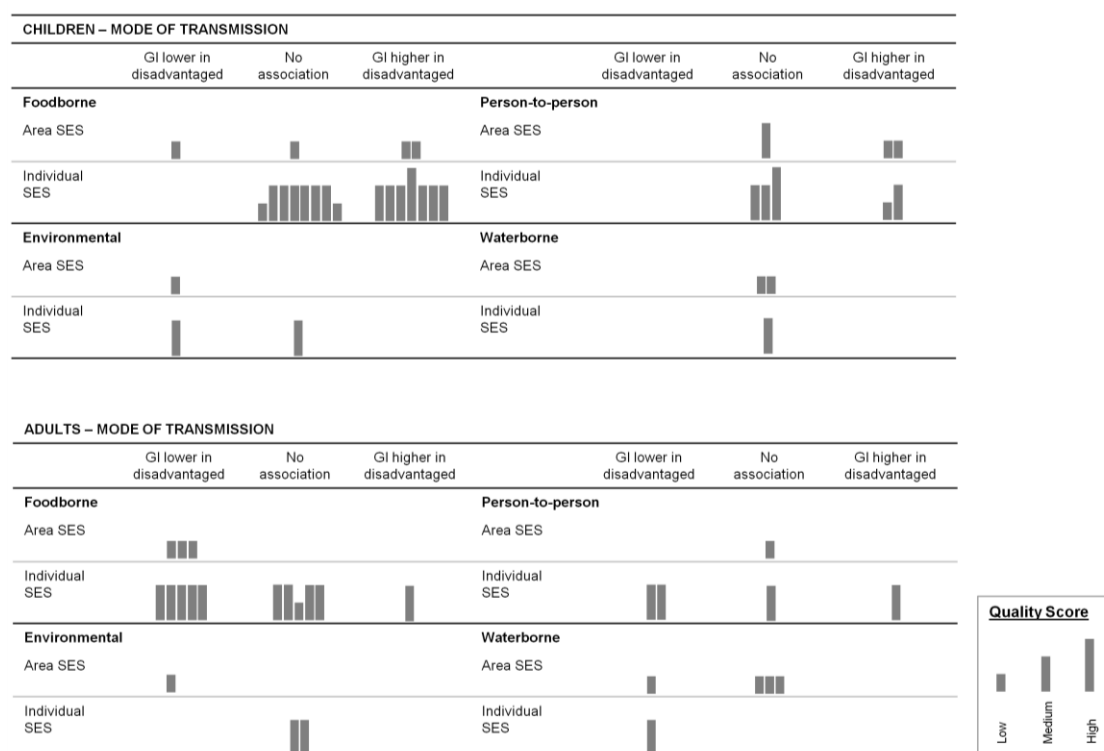 CHILDREN – MODE OF TRANSMISSION
GI lower in disadvantaged No association GI higher in disadvantaged GI lower in disadvantaged No association GI higher in disadvantaged
Foodborne Person-to-person
Area SES Area SES
Individual SES Individual SES
Environmental Waterborne
Area SES Area SES
Individual SES Individual SES
ADULTS – MODE OF TRANSMISSION
GI lower in disadvantaged No association GI higher in disadvantaged GI lower in disadvantaged No association GI higher in disadvantaged
Foodborne Person-to-person
Area SES Area SES
Individual SES Individual SES
Environmental Waterborne
Area SES Area SES
Individual SES Individual SES
Quality Score
Low
Medium
High